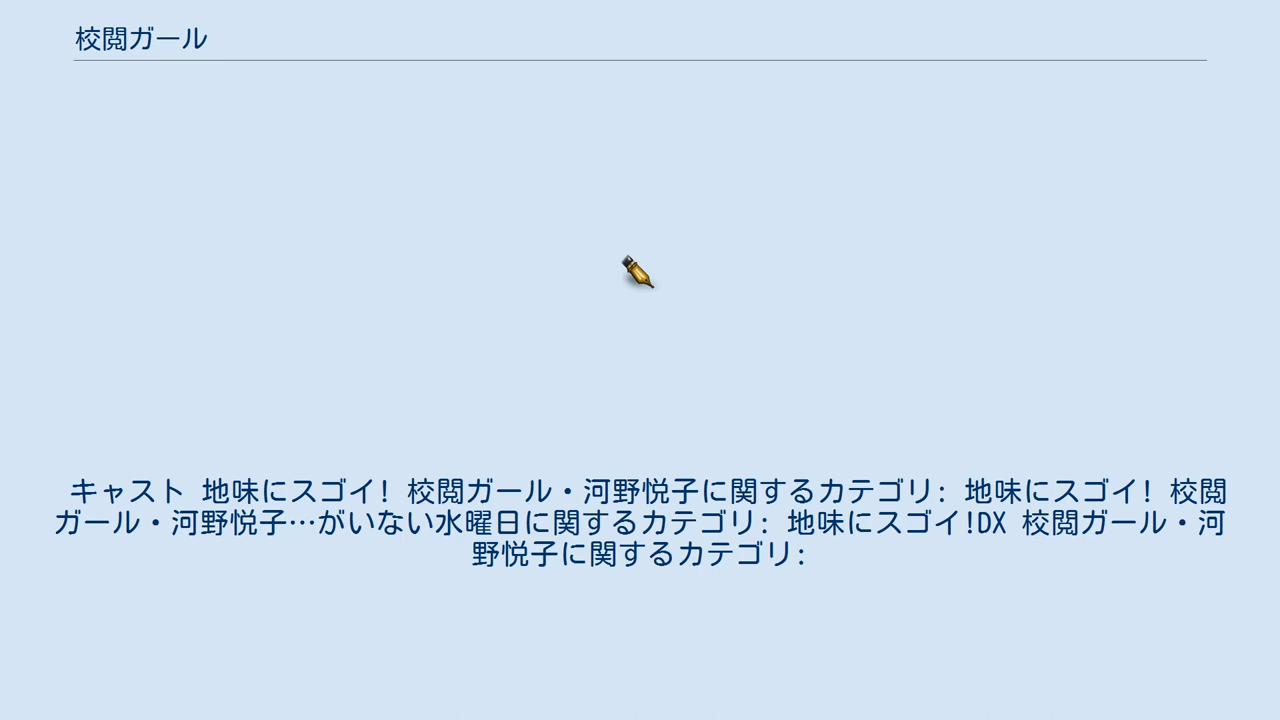 校閲ガール
キャスト 地味にスゴイ! 校閲ガール・河野悦子に関するカテゴリ: 地味にスゴイ! 校閲
ガール・河野悦子…がいない水曜日に関するカテゴリ: 地味にスゴイ!DX 校閲ガール・河
野悦子に関するカテゴリ: